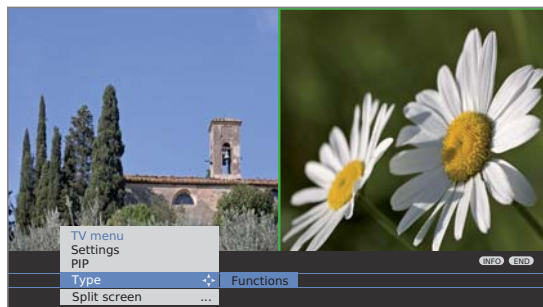 TV menu
Settings
PIP
Type Functions
Split screen ...
INFO END